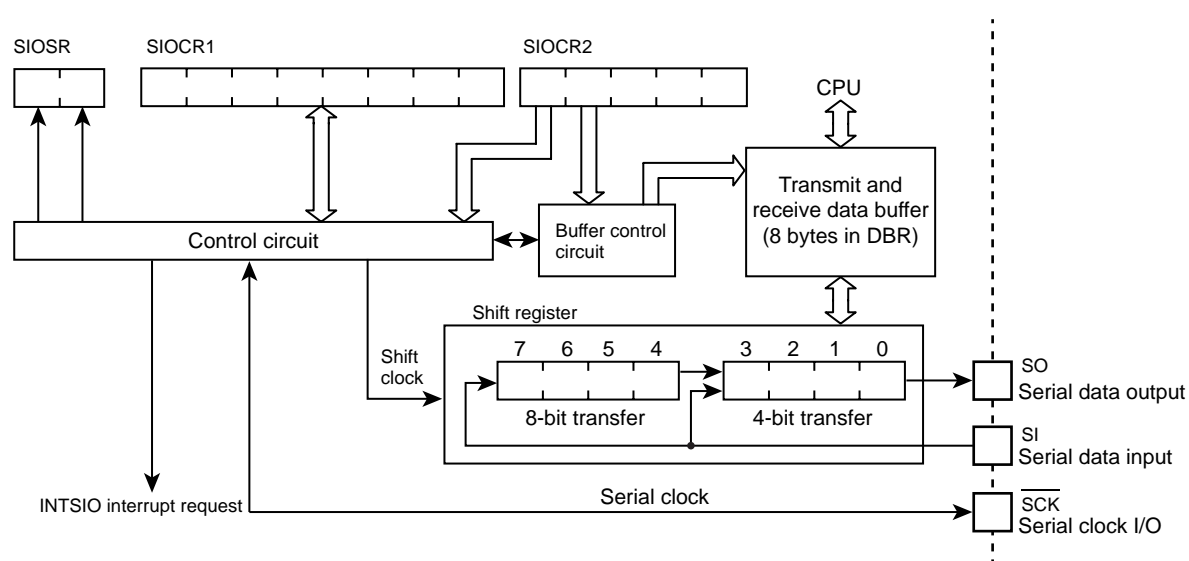 SIOSR
SIOCR1
SIOCR2
CPU
Transmit and
receive data buffer
(8 bytes in DBR)
Control circuit
Buffer control
circuit
Shift register
7 6 5 4 3 2 1 0
Shift
clock
8-bit transfer
4-bit transfer
SO
Serial data output
SI
Serial data input
INTSIO interrupt request
Serial clock
SCK
Serial clock I/O